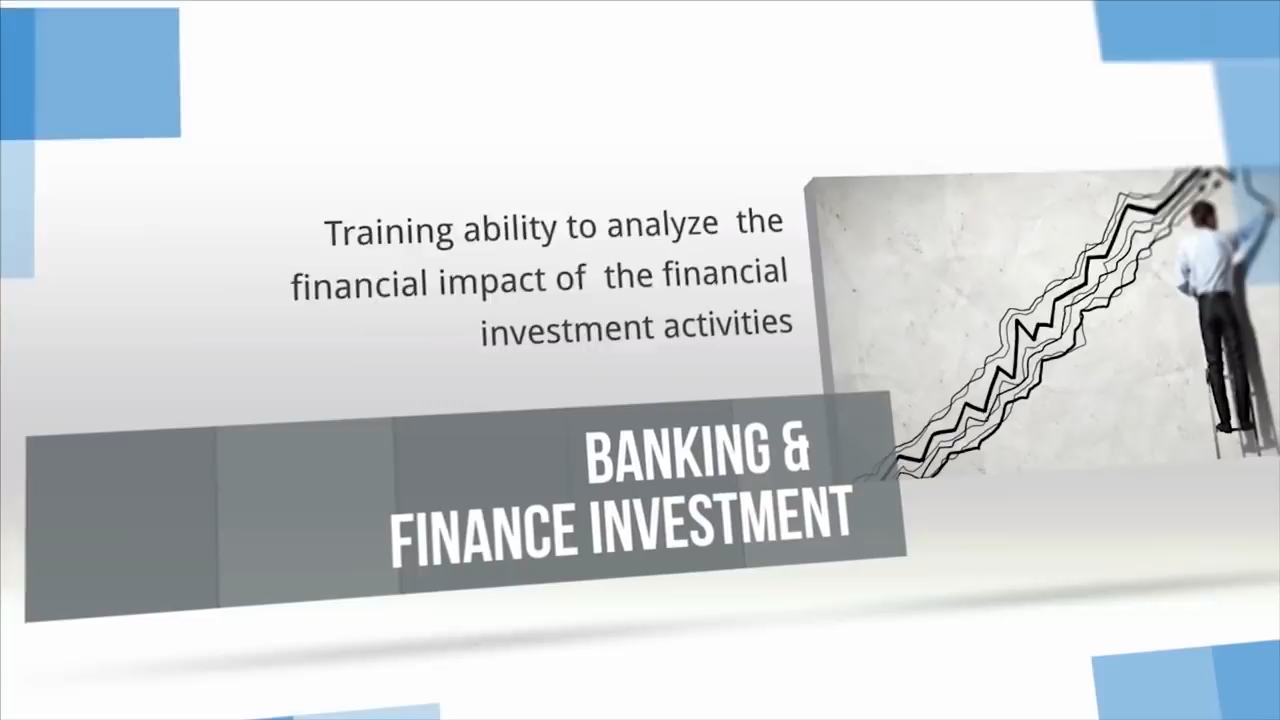 Training ability to analyze the
financial impact of the financial
investment activities
BANKING &
FINANCE INVESTMENT